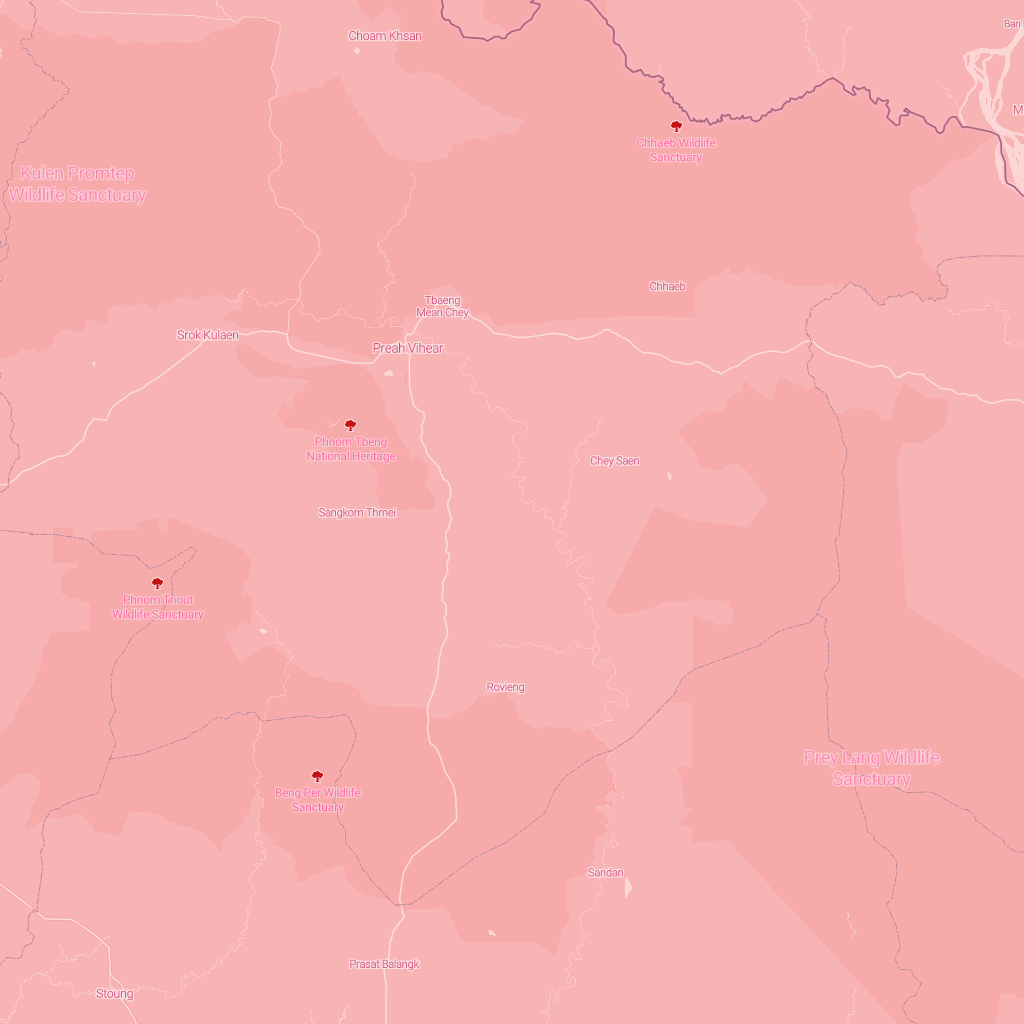 Choam Khsan
Ban
M
Chhaeb Wildlife
Sanctuary
Kulen Promtep
Wildlife Sanctuary
Chhaeb
Tbaeng
Mean Chey
Srok Kulaen
Preah Vihear
Phnom Tbeng
National Heritage
Chey Saen
Sangkom Thmei
Phnom Thout
Wildlife Sanctuary
Rovieng
Prey Lang Wildlife
Sanctuary
Beng Per Wildlife
Sanctuary
Sandan
Prasat Balangk
Stoung